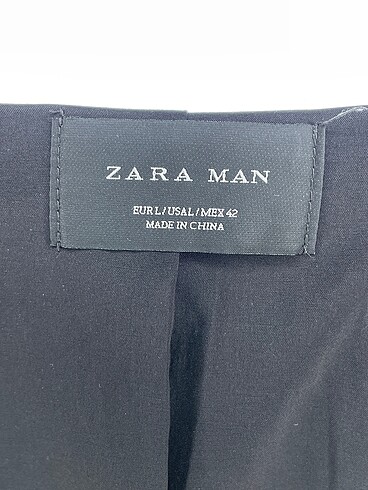 ZARA MAN
EUR L / USA L / MEX 42
MADE IN CHINA